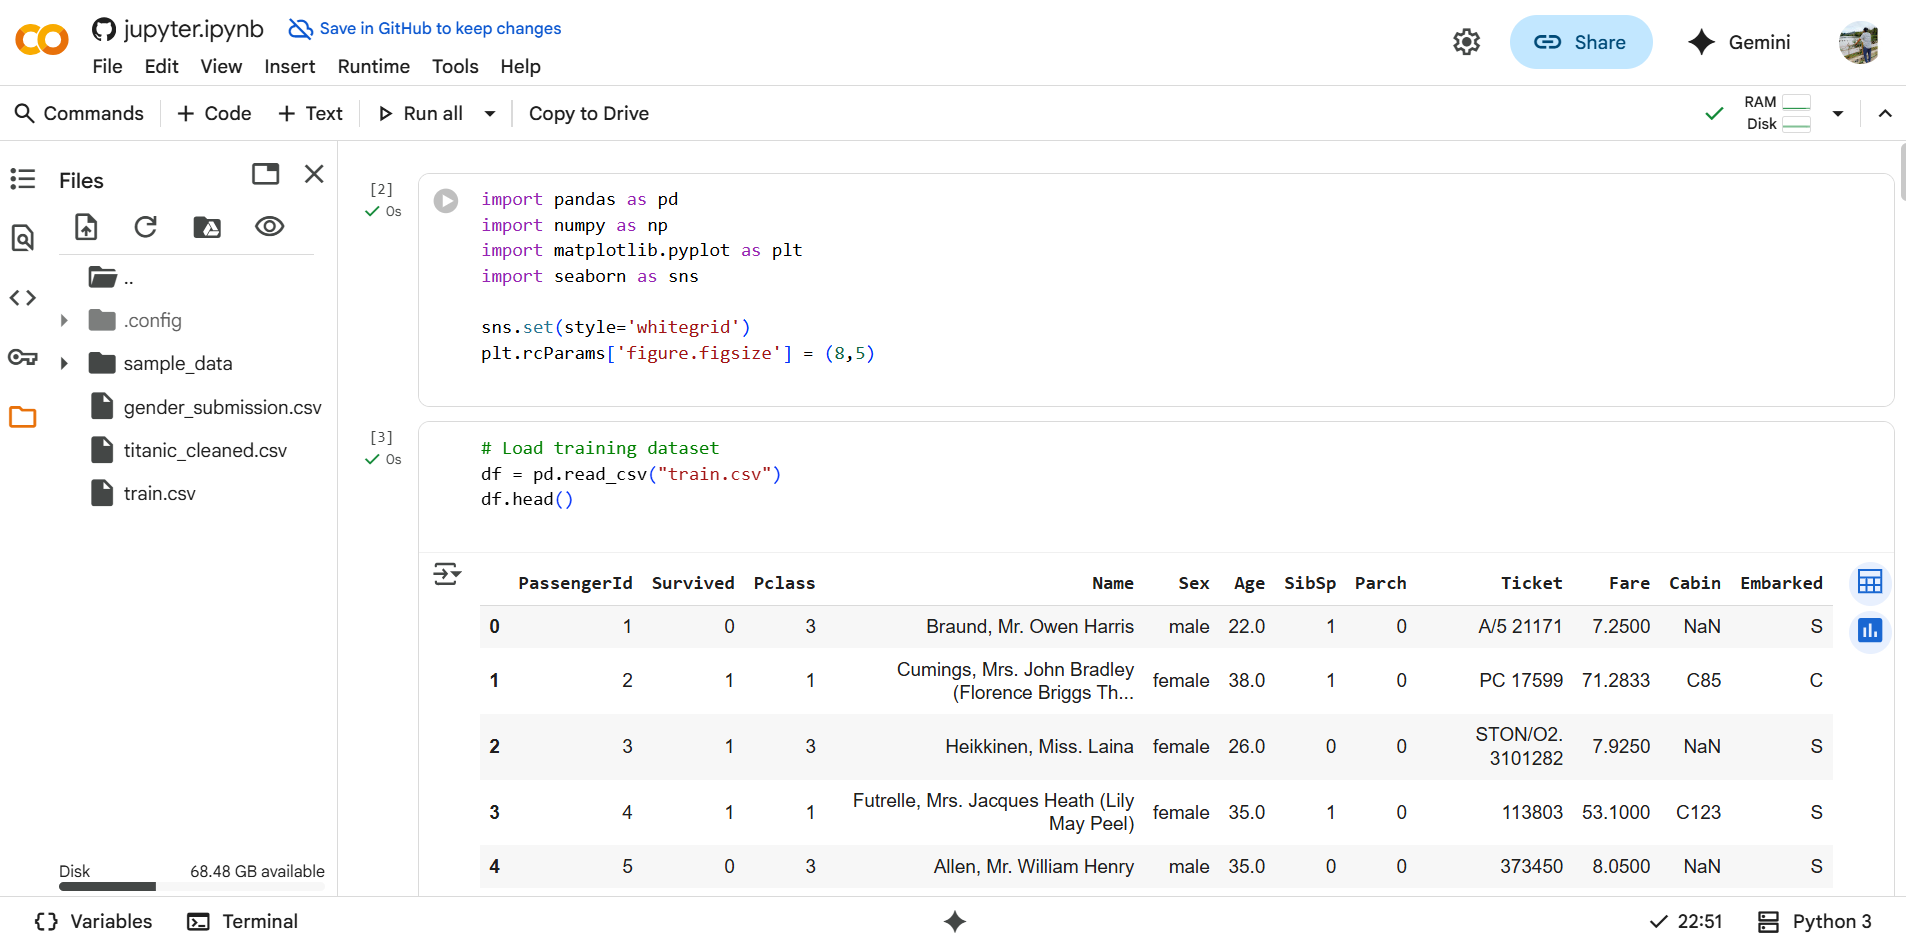 jupyter.ipynb
Save in GitHub to keep changes
Share
Gemini
File Edit View Insert Runtime Tools Help
Commands + Code + Text Run all Copy to Drive
RAM
Disk
Files
..
.config
sample_data
gender_submission.csv
titanic_cleaned.csv
train.csv
Disk 68.48 GB available
[2]
0s
import pandas as pd
import numpy as np
import matplotlib.pyplot as plt
import seaborn as sns
sns.set(style='whitegrid')
plt.rcParams['figure.figsize'] = (8,5)
[3]
0s
# Load training dataset
df = pd.read_csv("train.csv")
df.head()
PassengerId Survived Pclass Name Sex Age SibSp Parch Ticket Fare Cabin Embarked
0 1 0 3 Braund, Mr. Owen Harris male 22.0 1 0 A/5 21171 7.2500 NaN S
1 2 1 1 Cumings, Mrs. John Bradley
(Florence Briggs Th... female 38.0 1 0 PC 17599 71.2833 C85 C
2 3 1 3 Heikkinen, Miss. Laina female 26.0 0 0 STON/O2.
3101282 7.9250 NaN S
3 4 1 1 Futrelle, Mrs. Jacques Heath (Lily
May Peel) female 35.0 1 0 113803 53.1000 C123 S
4 5 0 3 Allen, Mr. William Henry male 35.0 0 0 373450 8.0500 NaN S
{} Variables Terminal
22:51 Python 3